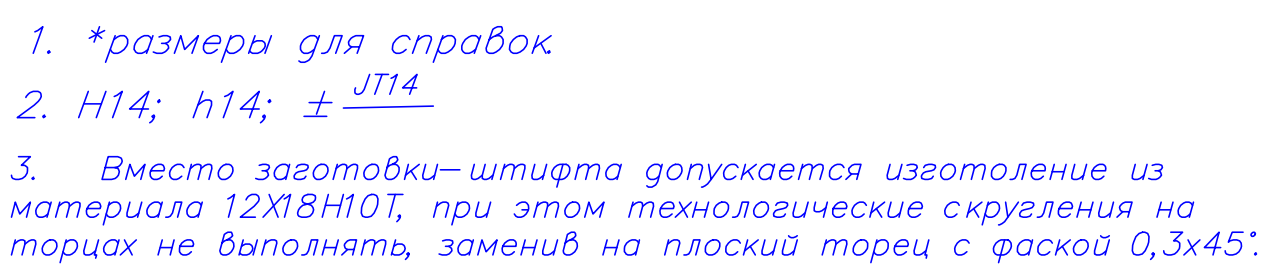 1. *размеры для справок.
2. H14; h14; ± JT14
3. Вместо заготовки-штифта допускается изготоление из
материала 12Х18Н10Т, при этом технологические скругления на
торцах не выполнять, заменив на плоский торец с фаской 0,3х45°.